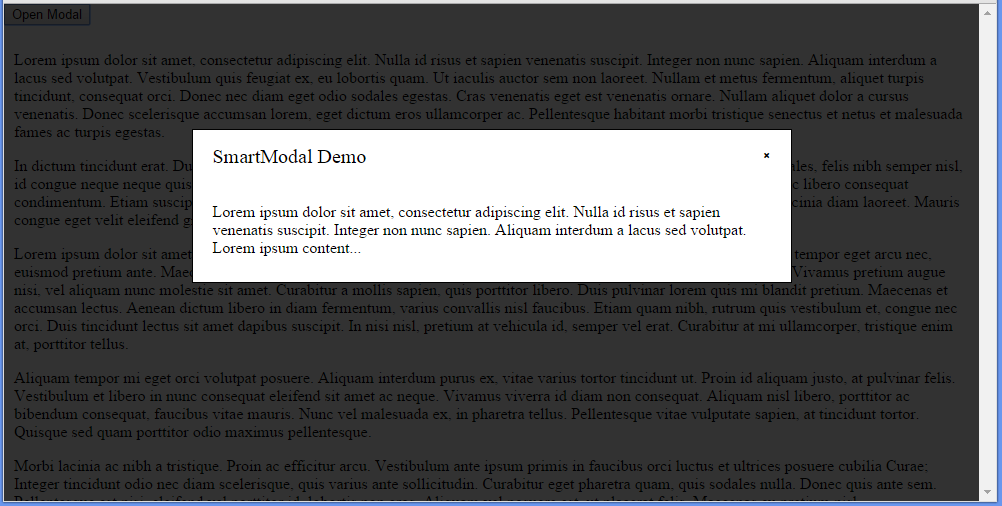 Open Modal
Lorem ipsum dolor sit amet, consectetur adipiscing elit. Nulla id risus et sapien venenatis suscipit. Integer non nunc sapien. Aliquam interdum a
lacus sed volutpat. Vestibulum quis feugiat ex, eu lobortis quam. Ut iaculis auctor sem non laoreet. Nullam et metus fermentum, aliquet turpis
tincidunt, consequat orci. Donec nec diam eget odio sodales egestas. Cras venenatis eget est venenatis ornare. Nullam aliquet dolor a cursus
venenatis. Donec scelerisque accumsan lorem, eget dictum eros ullamcorper ac. Pellentesque habitant morbi tristique senectus et netus et malesuada
fames ac turpis egestas.
SmartModal Demo ×
Lorem ipsum dolor sit amet, consectetur adipiscing elit. Nulla id risus et sapien
venenatis suscipit. Integer non nunc sapien. Aliquam interdum a lacus sed volutpat.
Lorem ipsum content...
In dictum tincidunt erat. felis nibh semper nisl,
id congue neque neque libero consequat
condimentum. Etiam diam laoreet. Mauris
congue eget velit eleifend
Lorem ipsum dolor sit tempor eget arcu nec,
euismod pretium ante. Vivamus pretium augue
nisi, vel aliquam nunc molestie sit amet. Curabitur a mollis sapien, quis porttitor libero. Duis pulvinar lorem quis mi blandit pretium. Maecenas et
accumsan lectus. Aenean dictum libero in diam fermentum, varius convallis nisl faucibus. Etiam quam nibh, rutrum quis vestibulum et, congue nec
orci. Duis tincidunt lectus sit amet dapibus suscipit. In nisi nisl, pretium at vehicula id, semper vel erat. Curabitur at mi ullamcorper, tristique enim
at, porttitor tellus.
Aliquam tempor mi eget orci volutpat posuere. Aliquam interdum purus ex, vitae varius tortor tincidunt ut. Proin id aliquam justo, at pulvinar felis.
Vestibulum et libero in nunc consequat eleifend sit amet ac neque. Vivamus viverra id diam non consequat. Aliquam nisl libero, porttitor ac
bibendum consequat, faucibus vitae mauris. Nunc vel malesuada ex, in pharetra tellus. Pellentesque vitae vulputate sapien, at tincidunt tortor.
Quisque sed quam porttitor odio maximus pellentesque.
Morbi lacinia ac nibh a tristique. Proin ac efficitur arcu. Vestibulum ante ipsum primis in faucibus orci luctus et ultrices posuere cubilia Curae;
Integer tincidunt odio nec diam scelerisque, quis varius ante sollicitudin. Curabitur eget pharetra quam, quis sodales nulla. Donec quis ante sem.